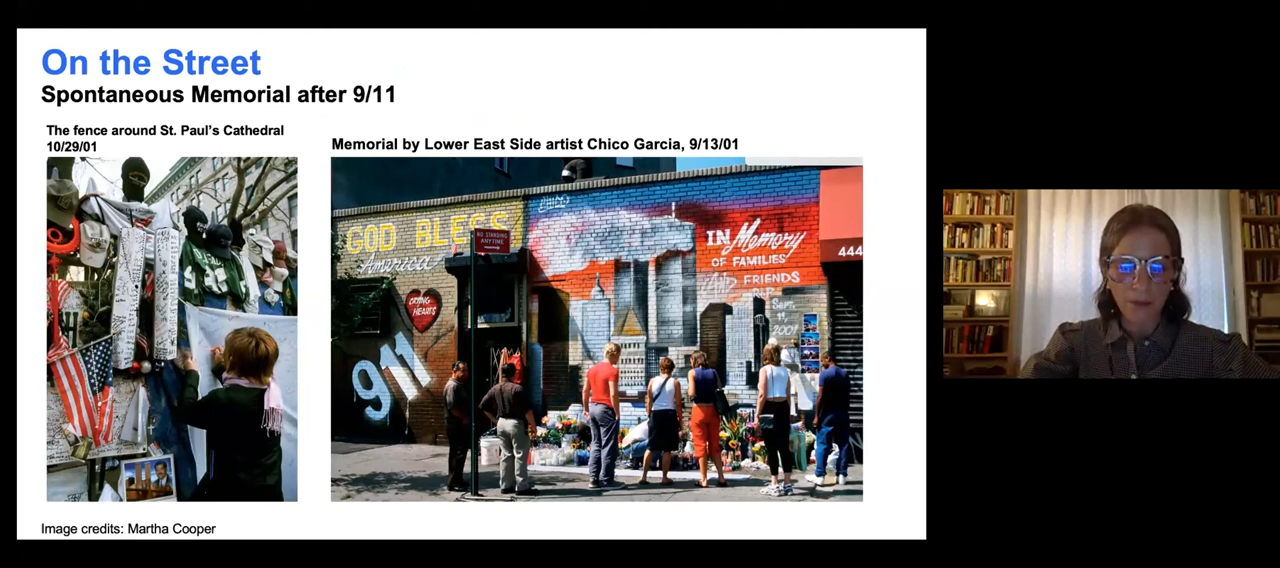 On the Street
Spontaneous Memorial after 9/11
The fence around St. Paul's Cathedral
10/29/01
Memorial by Lower East Side artist Chico Garcia, 9/13/01
GOD BLESS
America
CRYING
HEARTS
911
NO STANDING
ANYTIME
IN Memory
OF FAMILIES
And FRIENDS
R.I.P.
Sept.
11,
2001
444
Image credits: Martha Cooper